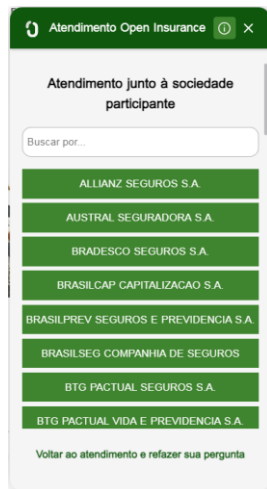 Atendimento Open Insurance
Atendimento junto à sociedade
participante
Buscar por...
ALLIANZ SEGUROS S.A.
AUSTRAL SEGURADORA S.A.
BRADESCO SEGUROS S.A.
BRASILCAP CAPITALIZACAO S.A.
BRASILPREV SEGUROS E PREVIDENCIA S.A.
BRASILSEG COMPANHIA DE SEGUROS
BTG PACTUAL SEGUROS S.A.
BTG PACTUAL VIDA E PREVIDENCIA S.A.
Voltar ao atendimento e refazer sua pergunta